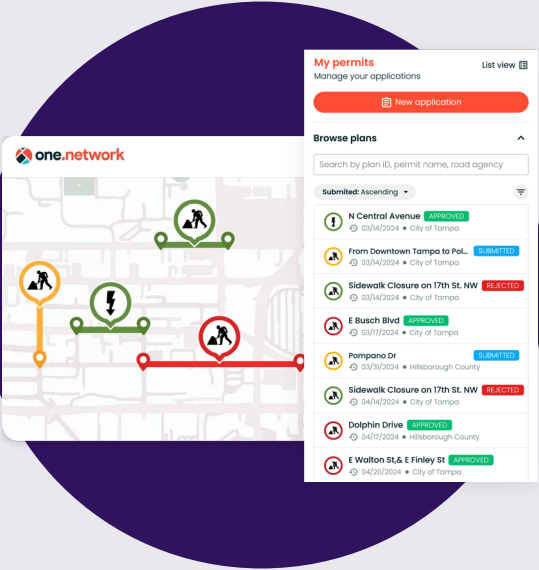 one.network
My permits
List view
Manage your applications
New application
Browse plans
Search by plan ID, permit name, road agency
Submited: Ascending
N Central Avenue APPROVED
03/14/2024 • City of Tampa
From Downtown Tampa to Pol... SUBMITTED
03/14/2024 • City of Tampa
Sidewalk Closure on 17th St. NW REJECTED
03/14/2024 • City of Tampa
E Busch Blvd APPROVED
03/17/2024 • City of Tampa
Pompano Dr SUBMITTED
03/31/2024 • Hillsborough County
Sidewalk Closure on 17th St. NW REJECTED
04/14/2024 • City of Tampa
Dolphin Drive APPROVED
04/17/2024 • Hillsborough County
E Walton St,& E Finley St APPROVED
04/20/2024 • City of Tampa